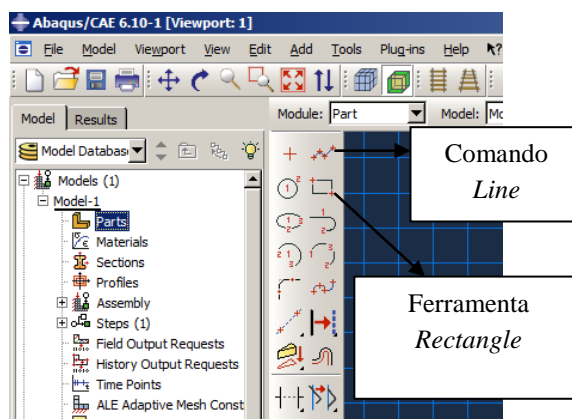 Abaqus/CAE 6.10-1 [Viewport: 1]
File Model Viewport View Edit Add Tools Plug-ins Help
Model Results
Module: Part Model:
Model Databas
Models (1)
Model-1
Parts
Materials
Sections
Profiles
Assembly
Steps (1)
Field Output Requests
History Output Requests
Time Points
ALE Adaptive Mesh Const
Comando
Line
Ferramenta
Rectangle